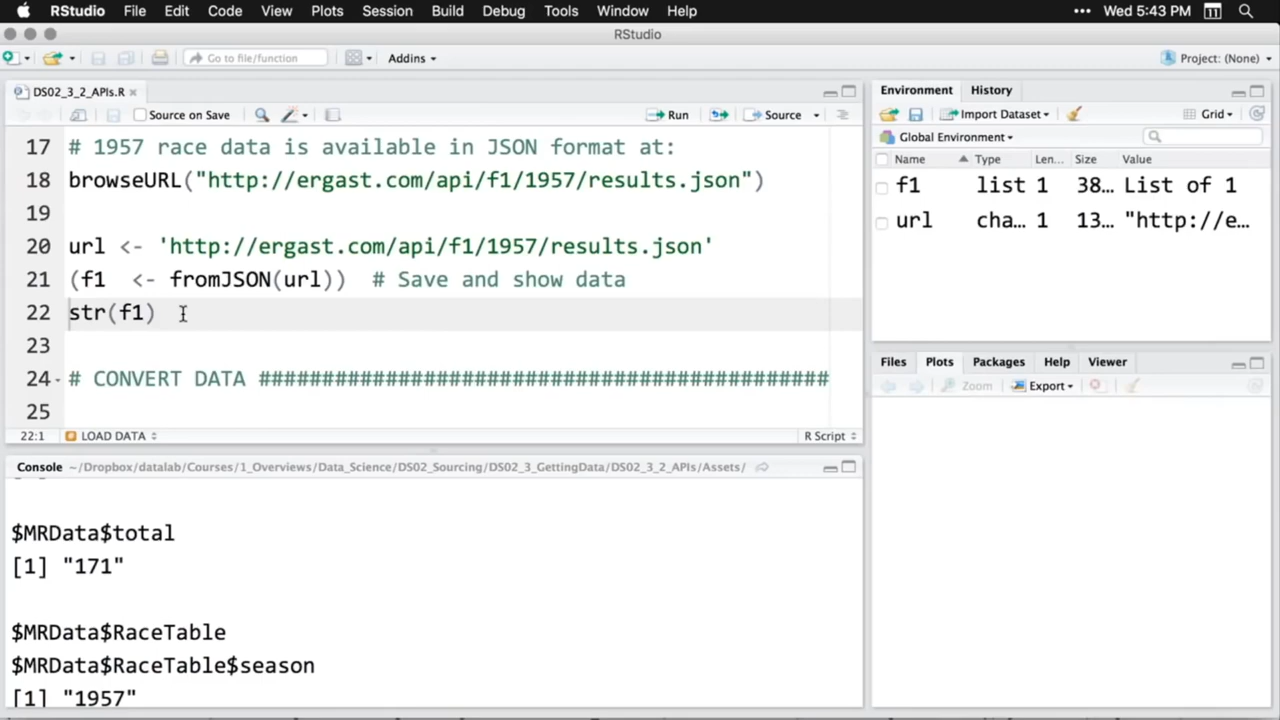 RStudio File Edit Code View Plots Session Build Debug Tools Window Help ••• Wed 5:43 PM 11
RStudio
Go to file/function Addins Project: (None)
DS02_3_2_APIs.R
Source on Save Run Source
17 # 1957 race data is available in JSON format at:
18 browseURL("http://ergast.com/api/f1/1957/results.json")
19
20 url <- 'http://ergast.com/api/f1/1957/results.json'
21 (f1 <- fromJSON(url)) # Save and show data
22 str(f1)
23
24 # CONVERT DATA ###########################################
25
22:1 LOAD DATA R Script
Console ~/Dropbox/datalab/Courses/1_Overviews/Data_Science/DS02_Sourcing/DS02_3_GettingData/DS02_3_2_APIs/Assets/
$MRData$total
[1] "171"
$MRData$RaceTable
$MRData$RaceTable$season
[1] "1957"
Environment History
Import Dataset Grid
Global Environment
Name Type Len... Size Value
f1 list 1 38... List of 1
url cha... 1 13... "http://e...
Files Plots Packages Help Viewer
Zoom Export